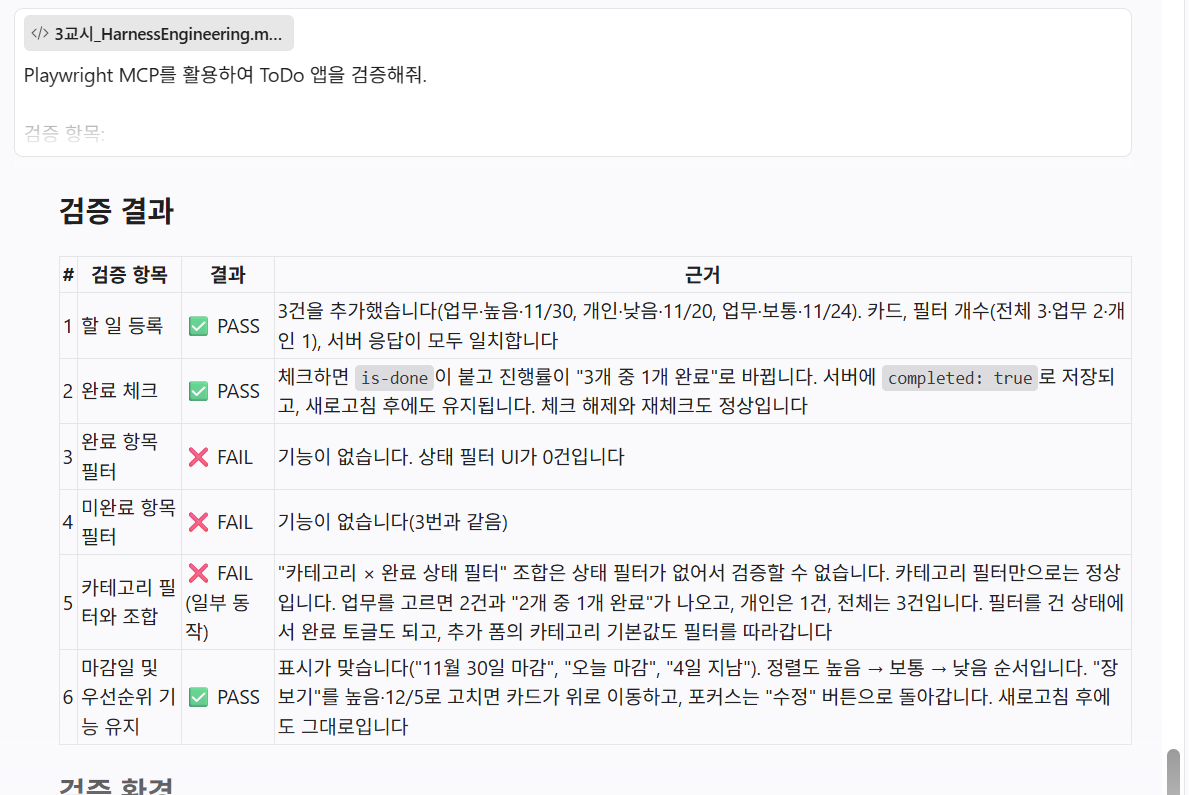 </> 3교시_HarnessEngineering.m...
Playwright MCP를 활용하여 ToDo 앱을 검증해줘.
검증 항목:
검증 결과
# 검증 항목 결과 근거
1 할 일 등록 ✅ PASS 3건을 추가했습니다(업무·높음·11/30, 개인·낮음·11/20, 업무·보통·11/24). 카드, 필터 개수(전체 3·업무 2·개
인 1), 서버 응답이 모두 일치합니다
2 완료 체크 ✅ PASS 체크하면 is-done이 붙고 진행률이 "3개 중 1개 완료"로 바뀝니다. 서버에 completed: true로 저장되
고, 새로고침 후에도 유지됩니다. 체크 해제와 재체크도 정상입니다
3 완료 항목
필터 ❌ FAIL 기능이 없습니다. 상태 필터 UI가 0건입니다
4 미완료 항목
필터 ❌ FAIL 기능이 없습니다(3번과 같음)
5 카테고리 필
터와 조합 ❌ FAIL
(일부 동
작) "카테고리 × 완료 상태 필터" 조합은 상태 필터가 없어서 검증할 수 없습니다. 카테고리 필터만으로는 정상
입니다. 업무를 고르면 2건과 "2개 중 1개 완료"가 나오고, 개인은 1건, 전체는 3건입니다. 필터를 건 상태에
서 완료 토글도 되고, 추가 폼의 카테고리 기본값도 필터를 따라갑니다
6 마감일 및
우선순위 기
능 유지 ✅ PASS 표시가 맞습니다("11월 30일 마감", "오늘 마감", "4일 지남"). 정렬도 높음 → 보통 → 낮음 순서입니다. "장
보기"를 높음·12/5로 고치면 카드가 위로 이동하고, 포커스는 "수정" 버튼으로 돌아갑니다. 새로고침 후에
도 그대로입니다
검증 환경